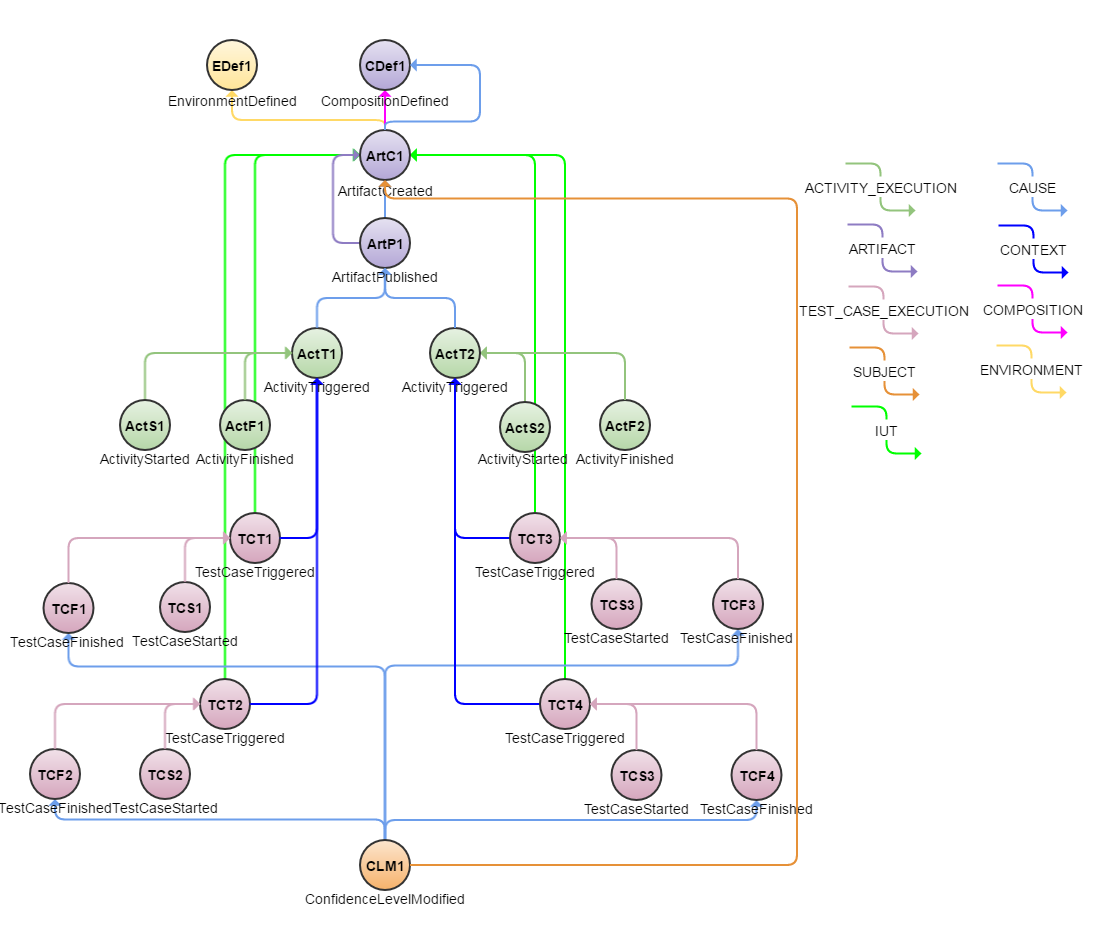 EDef1
CDef1
EnvironmentDefined
CompositionDefined
ArtC1
ArtifactCreated
ArtP1
ArtifactPublished
ActT1
ActT2
ActivityTriggered
ActivityTriggered
ActS1
ActF1
ActS2
ActF2
ActivityStarted
ActivityFinished
ActivityStarted
ActivityFinished
TCT1
TCT3
TestCaseTriggered
TestCaseTriggered
TCF1
TCS1
TCS3
TCF3
TestCaseFinished
TestCaseStarted
TestCaseStarted
TestCaseFinished
TCT2
TCT4
TestCaseTriggered
TestCaseTriggered
TCF2
TCS2
TCS3
TCF4
TestCaseFinished
TestCaseStarted
TestCaseStarted
TestCaseFinished
CLM1
ConfidenceLevelModified
ACTIVITY_EXECUTION
CAUSE
ARTIFACT
CONTEXT
TEST_CASE_EXECUTION
COMPOSITION
SUBJECT
ENVIRONMENT
IUT